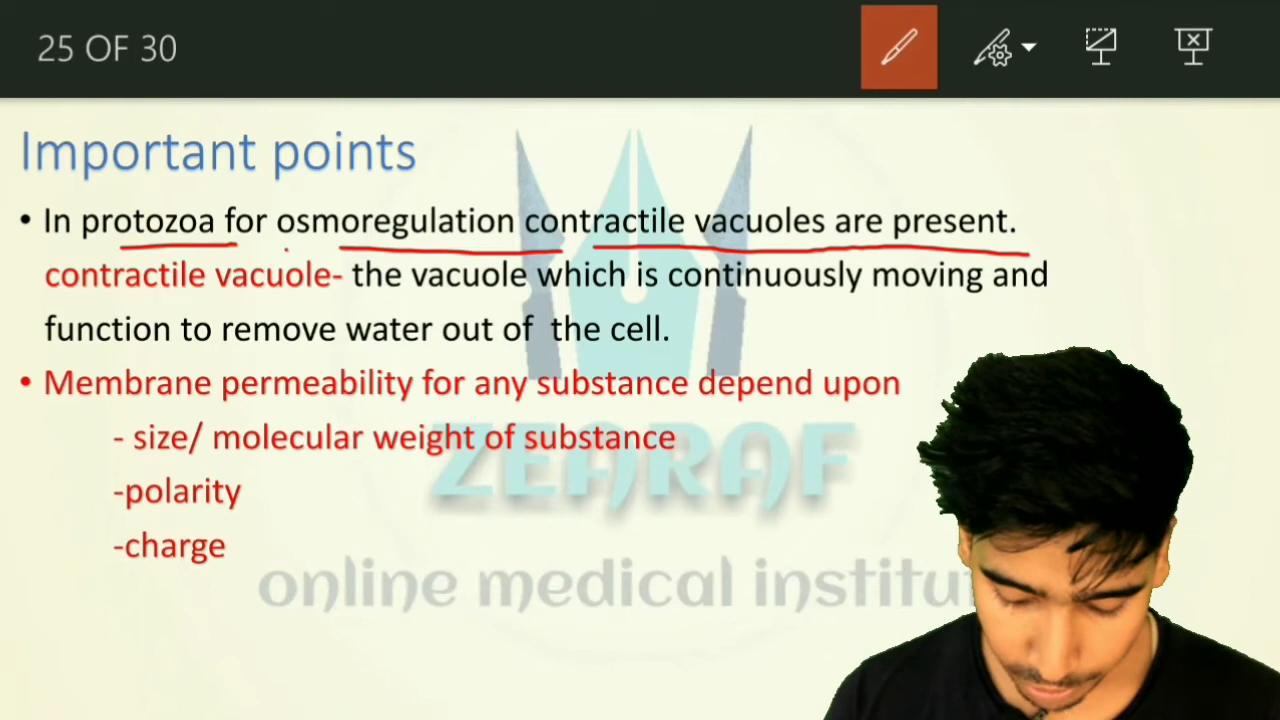 25 OF 30
Important points
• In protozoa for osmoregulation contractile vacuoles are present.
contractile vacuole- the vacuole which is continuously moving and
function to remove water out of the cell.
• Membrane permeability for any substance depend upon
- size/ molecular weight of substance
-polarity
-charge
ZEARAF
online medical institu